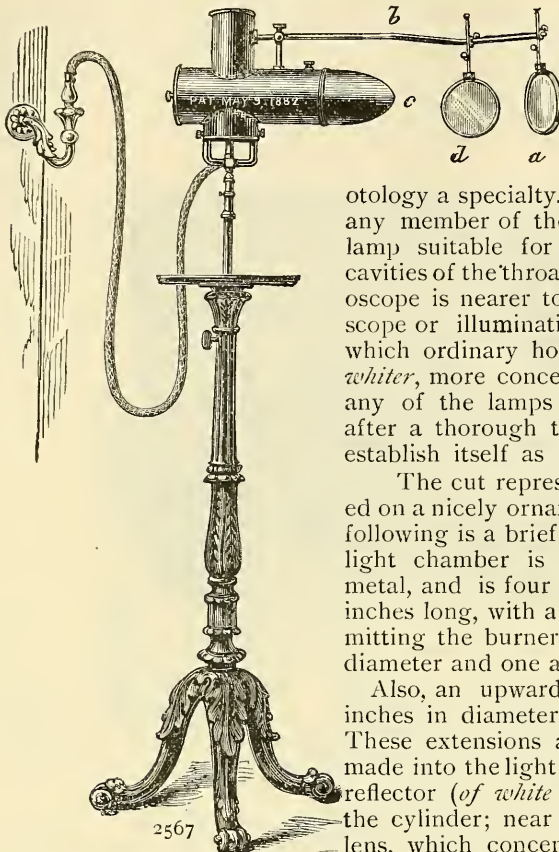 b
PAT. MAY 9, 1882
c
d a
otology a specialty.
any member of the
lamp suitable for
cavities of the throa
oscope is nearer to
scope or illuminati
which ordinary ho
whiter, more conce
any of the lamps
after a thorough t
establish itself as
The cut repres
ed on a nicely ornar
following is a brief
light chamber is
metal, and is four
inches long, with a
mitting the burner
diameter and one a
Also, an upward
inches in diameter
These extensions a
made into the light
reflector (of white
the cylinder; near
lens, which concen
2567